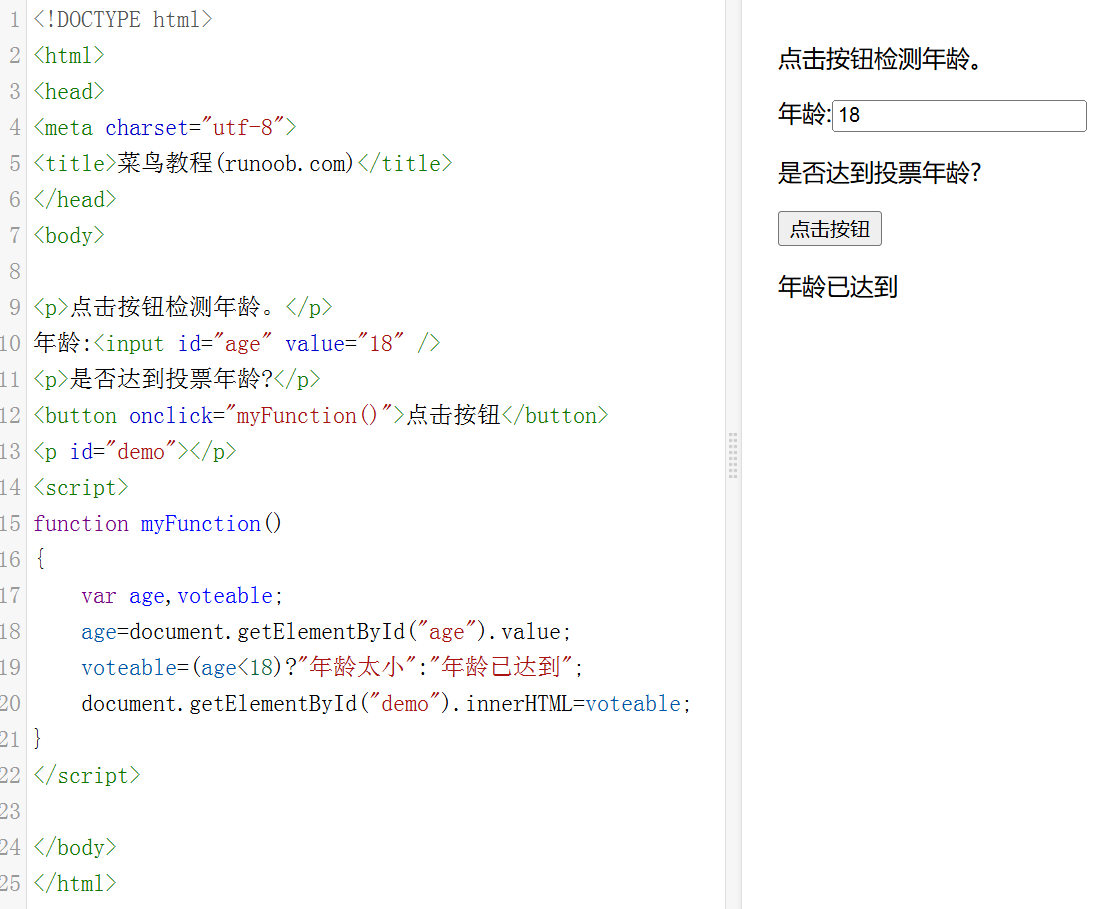 1 <!DOCTYPE html>
2 <html>
3 <head>
4 <meta charset="utf-8">
5 <title>菜鸟教程(runoob.com)</title>
6 </head>
7 <body>
8
9 <p>点击按钮检测年龄。</p>
10 年龄:<input id="age" value="18" />
11 <p>是否达到投票年龄?</p>
12 <button onclick="myFunction()">点击按钮</button>
13 <p id="demo"></p>
14 <script>
15 function myFunction()
16 {
17     var age,voteable;
18     age=document.getElementById("age").value;
19     voteable=(age<18)?"年龄太小":"年龄已达到";
20     document.getElementById("demo").innerHTML=voteable;
21 }
22 </script>
23
24 </body>
25 </html>
点击按钮检测年龄。
年龄:18
是否达到投票年龄?
点击按钮
年龄已达到